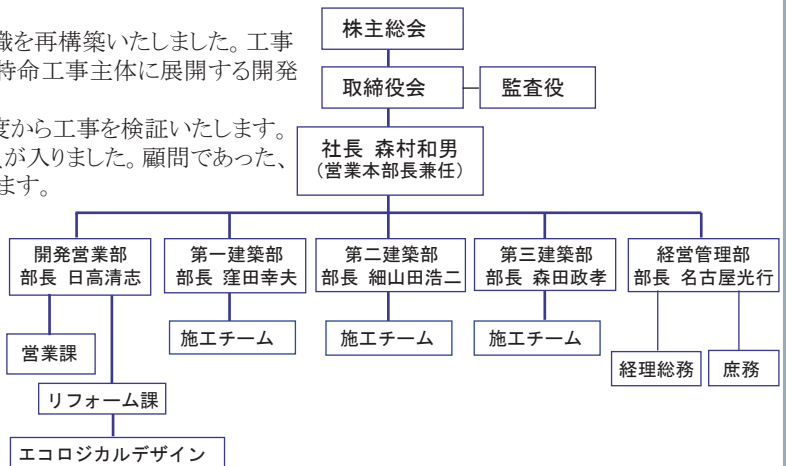 織を再構築いたしました。工事
特命工事主体に展開する開発
度から工事を検証いたします。
が入りました。顧問であった、
ます。
株主総会
取締役会
監査役
社長 森村和男
（営業本部長兼任）
開発営業部
部長 日高清志
第一建築部
部長 窪田幸夫
第二建築部
部長 細山田浩二
第三建築部
部長 森田政孝
経営管理部
部長 名古屋光行
営業課
施工チーム
施工チーム
施工チーム
経理総務
庶務
リフォーム課
エコロジカルデザイン